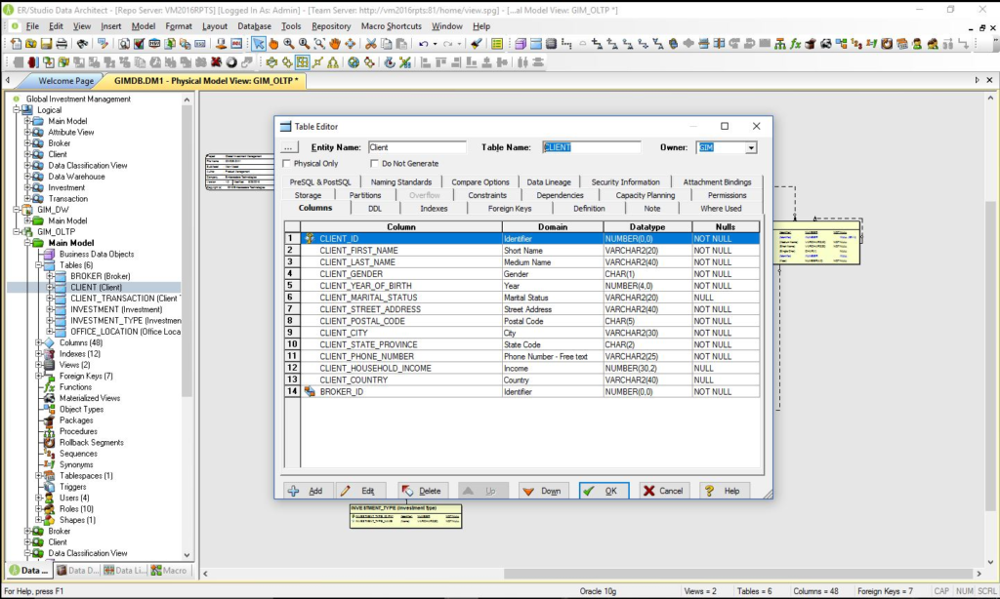 ER/Studio Data Architect - [Repo Server: VM2016RPTS] [Logged In As: Admin] - [Team Server: http://vm2016rpts:81/home/view.spg] - [...al Model View: GIM_OLTP *]
File Edit View Insert Model Format Layout Database Tools Repository Macro Shortcuts Window Help
Welcome Page GIMDB.DM1 - Physical Model View: GIM_OLTP *
Global Investment Management
Logical
Main Model
Attribute View
Broker
Client
Data Classification View
Data Warehouse
Investment
Transaction
GIM_DW
Main Model
GIM_OLTP
Main Model
Business Data Objects
Tables (6)
BROKER (Broker)
CLIENT (Client)
CLIENT_TRANSACTION (Client T
INVESTMENT (Investment)
INVESTMENT_TYPE (Investmen
OFFICE_LOCATION (Office Loca
Columns (48)
Indexes (12)
Views (2)
Foreign Keys (7)
Functions
Materialized Views
Object Types
Packages
Procedures
Rollback Segments
Sequences
Synonyms
Tablespaces (1)
Triggers
Users (4)
Roles (10)
Shapes (1)
Broker
Client
Data Classification View
Data ... Data D... Data Li... Macro
Table Editor
... Entity Name: Client Table Name: CLIENT Owner: GIM
Physical Only Do Not Generate
PreSQL & PostSQL Naming Standards Compare Options Data Lineage Security Information Attachment Bindings
Storage Partitions Overflow Constraints Dependencies Capacity Planning Permissions
Columns DDL Indexes Foreign Keys Definition Note Where Used
Column Domain Datatype Nulls
1 CLIENT_ID Identifier NUMBER(0,0) NOT NULL
2 CLIENT_FIRST_NAME Short Name VARCHAR2(20) NOT NULL
3 CLIENT_LAST_NAME Medium Name VARCHAR2(40) NOT NULL
4 CLIENT_GENDER Gender CHAR(1) NOT NULL
5 CLIENT_YEAR_OF_BIRTH Year NUMBER(4,0) NOT NULL
6 CLIENT_MARITAL_STATUS Marital Status VARCHAR2(20) NULL
7 CLIENT_STREET_ADDRESS Street Address VARCHAR2(40) NOT NULL
8 CLIENT_POSTAL_CODE Postal Code CHAR(5) NOT NULL
9 CLIENT_CITY City VARCHAR2(30) NOT NULL
10 CLIENT_STATE_PROVINCE State Code CHAR(2) NOT NULL
11 CLIENT_PHONE_NUMBER Phone Number - Free text VARCHAR2(25) NOT NULL
12 CLIENT_HOUSEHOLD_INCOME Income NUMBER(30,2) NULL
13 CLIENT_COUNTRY Country VARCHAR2(40) NULL
14 BROKER_ID Identifier NUMBER(0,0) NOT NULL
Add Edit Delete Up Down OK Cancel Help
INVESTMENT_TYPE (Investment Type)
For Help, press F1 Oracle 10g Views = 2 Tables = 6 Columns = 48 Foreign Keys = 7 CAP NUM SCRL